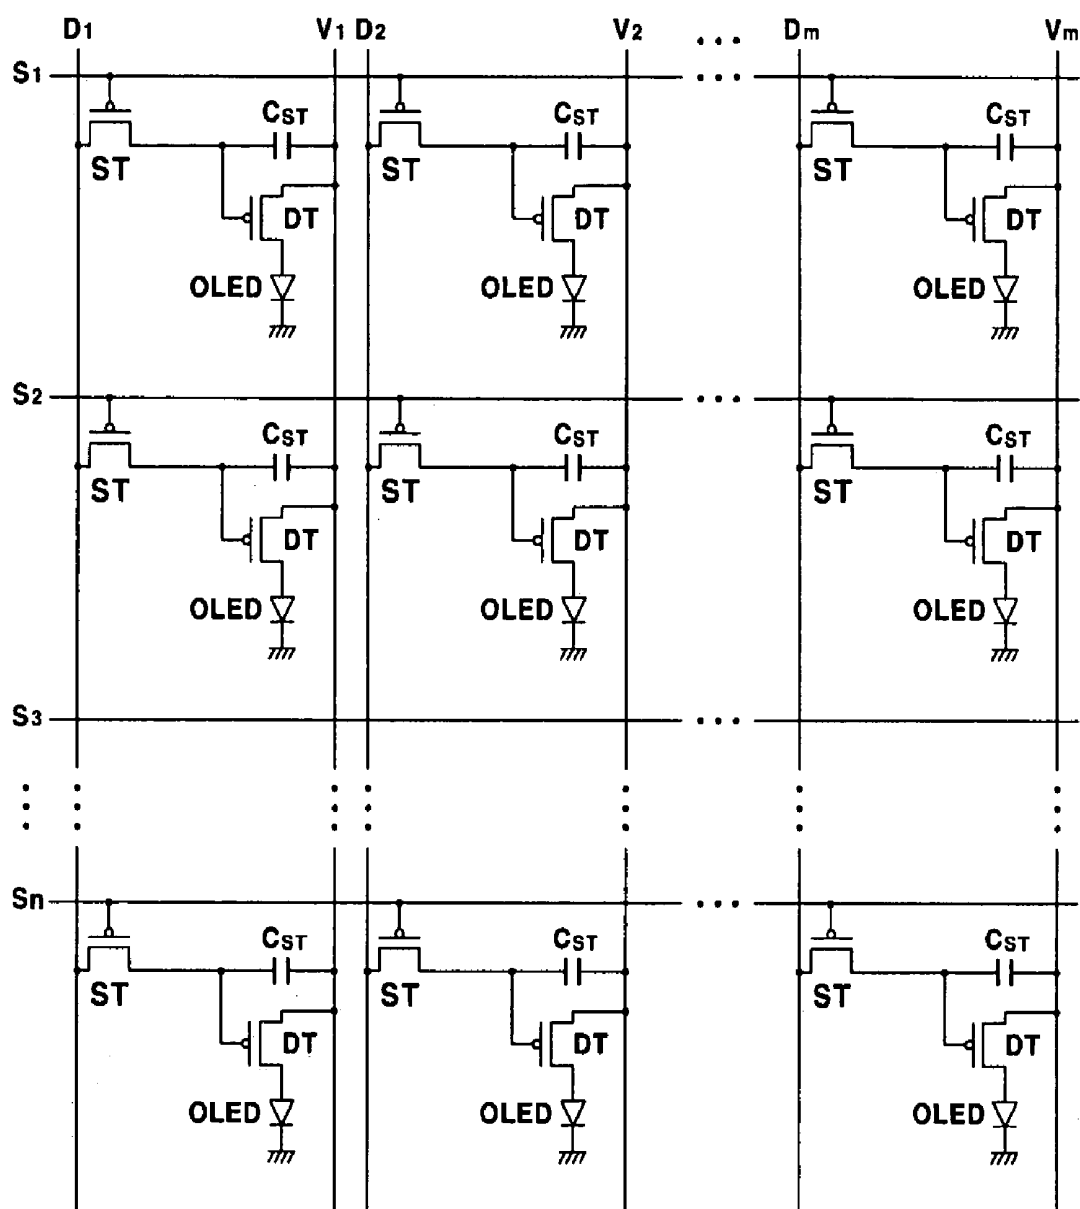 D1 V1 D2 V2 ... Dm Vm
S1 ...
CST CST CST
ST ST ST
DT DT DT
OLED OLED OLED
S2 ...
CST CST CST
ST ST ST
DT DT DT
OLED OLED OLED
S3 ...
Sn ...
CST CST CST
ST ST ST
DT DT DT
OLED OLED OLED